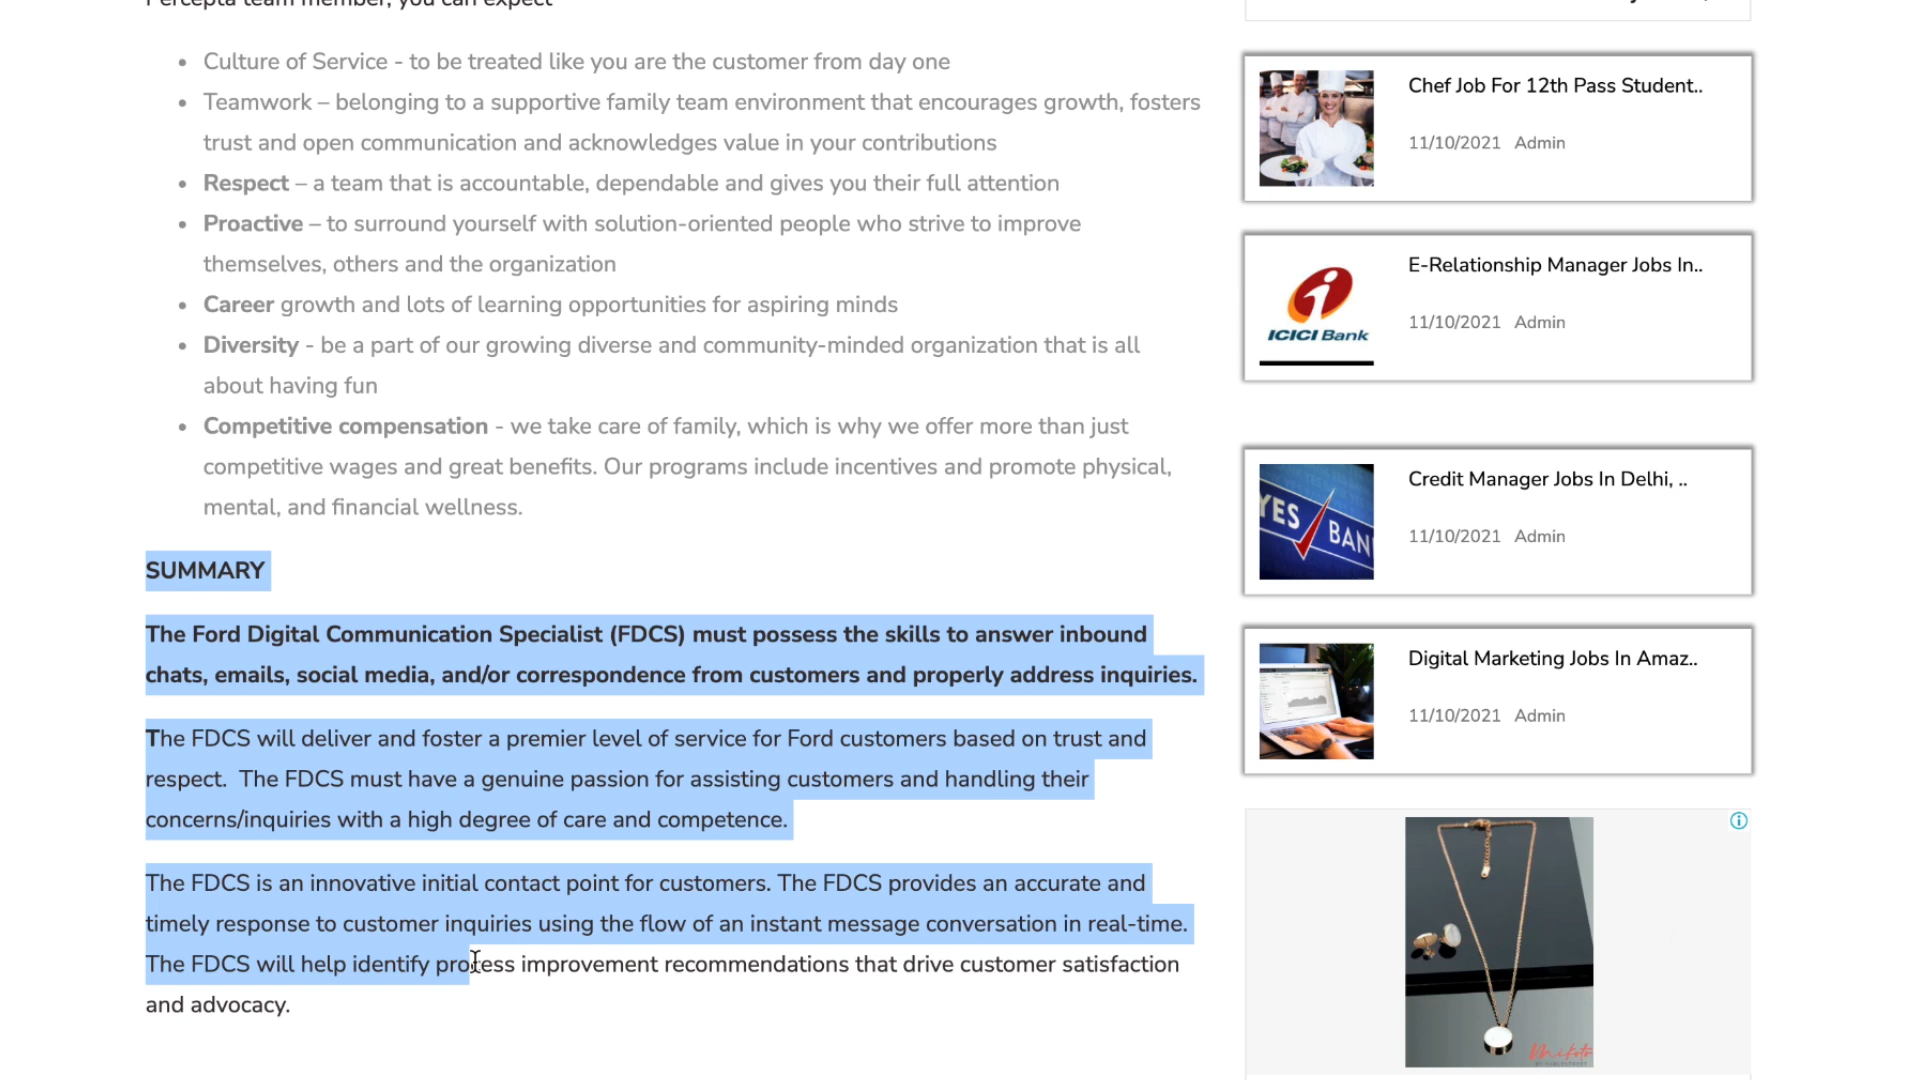 Percepta team member, you can expect
Culture of Service - to be treated like you are the customer from day one
Teamwork – belonging to a supportive family team environment that encourages growth, fosters
trust and open communication and acknowledges value in your contributions
Respect – a team that is accountable, dependable and gives you their full attention
Proactive – to surround yourself with solution-oriented people who strive to improve
themselves, others and the organization
Career growth and lots of learning opportunities for aspiring minds
Diversity - be a part of our growing diverse and community-minded organization that is all
about having fun
Competitive compensation - we take care of family, which is why we offer more than just
competitive wages and great benefits. Our programs include incentives and promote physical,
mental, and financial wellness.
SUMMARY
The Ford Digital Communication Specialist (FDCS) must possess the skills to answer inbound
chats, emails, social media, and/or correspondence from customers and properly address inquiries.
The FDCS will deliver and foster a premier level of service for Ford customers based on trust and
respect.  The FDCS must have a genuine passion for assisting customers and handling their
concerns/inquiries with a high degree of care and competence.
The FDCS is an innovative initial contact point for customers. The FDCS provides an accurate and
timely response to customer inquiries using the flow of an instant message conversation in real-time.
The FDCS will help identify process improvement recommendations that drive customer satisfaction
and advocacy.
Chef Job For 12th Pass Student..
11/10/2021 Admin
E-Relationship Manager Jobs In..
ICICI Bank
11/10/2021 Admin
Credit Manager Jobs In Delhi, ..
YES BAN
11/10/2021 Admin
Digital Marketing Jobs In Amaz..
11/10/2021 Admin